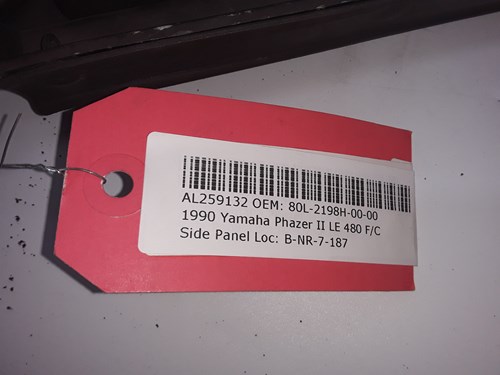 AL259132 OEM: 80L-2198H-00-00
1990 Yamaha Phazer II LE 480 F/C
Side Panel Loc: B-NR-7-187